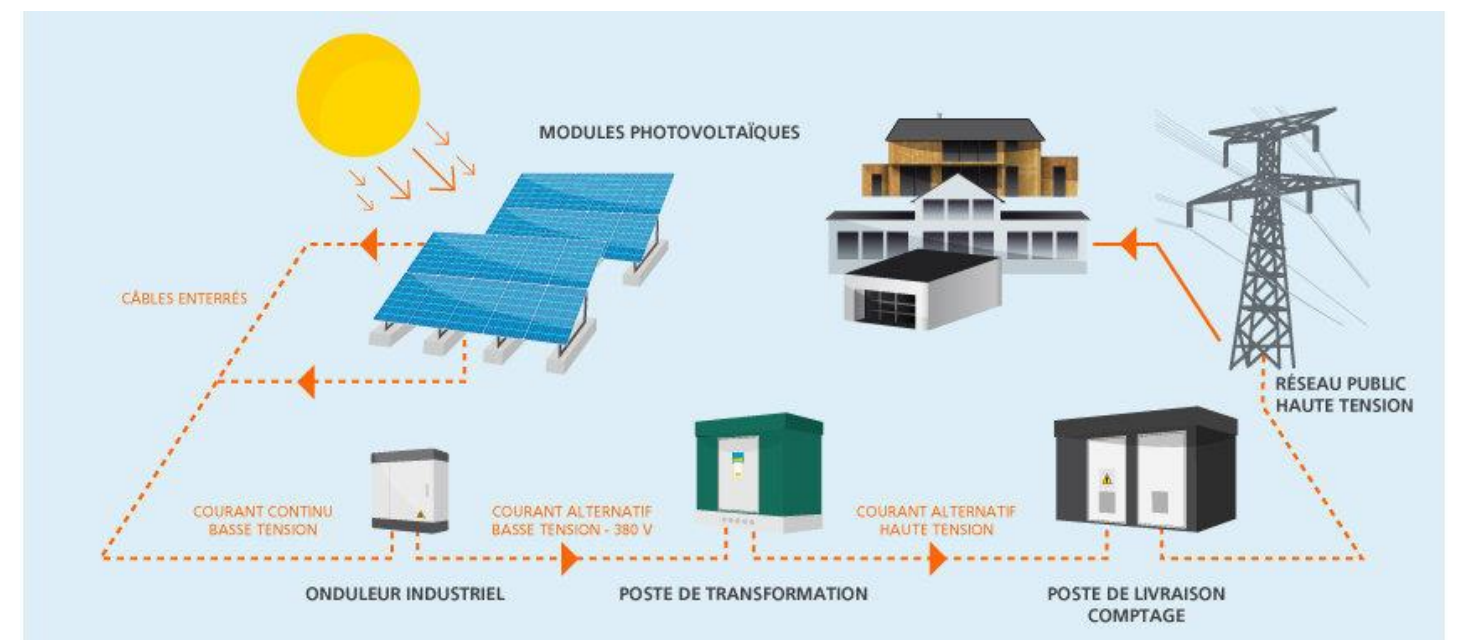 MODULES PHOTOVOLTAÏQUES
CÂBLES ENTERRÉS
RÉSEAU PUBLIC
HAUTE TENSION
COURANT CONTINU
BASSE TENSION
COURANT ALTERNATIF
BASSE TENSION - 380 V
COURANT ALTERNATIF
HAUTE TENSION
ONDULEUR INDUSTRIEL
POSTE DE TRANSFORMATION
POSTE DE LIVRAISON
COMPTAGE